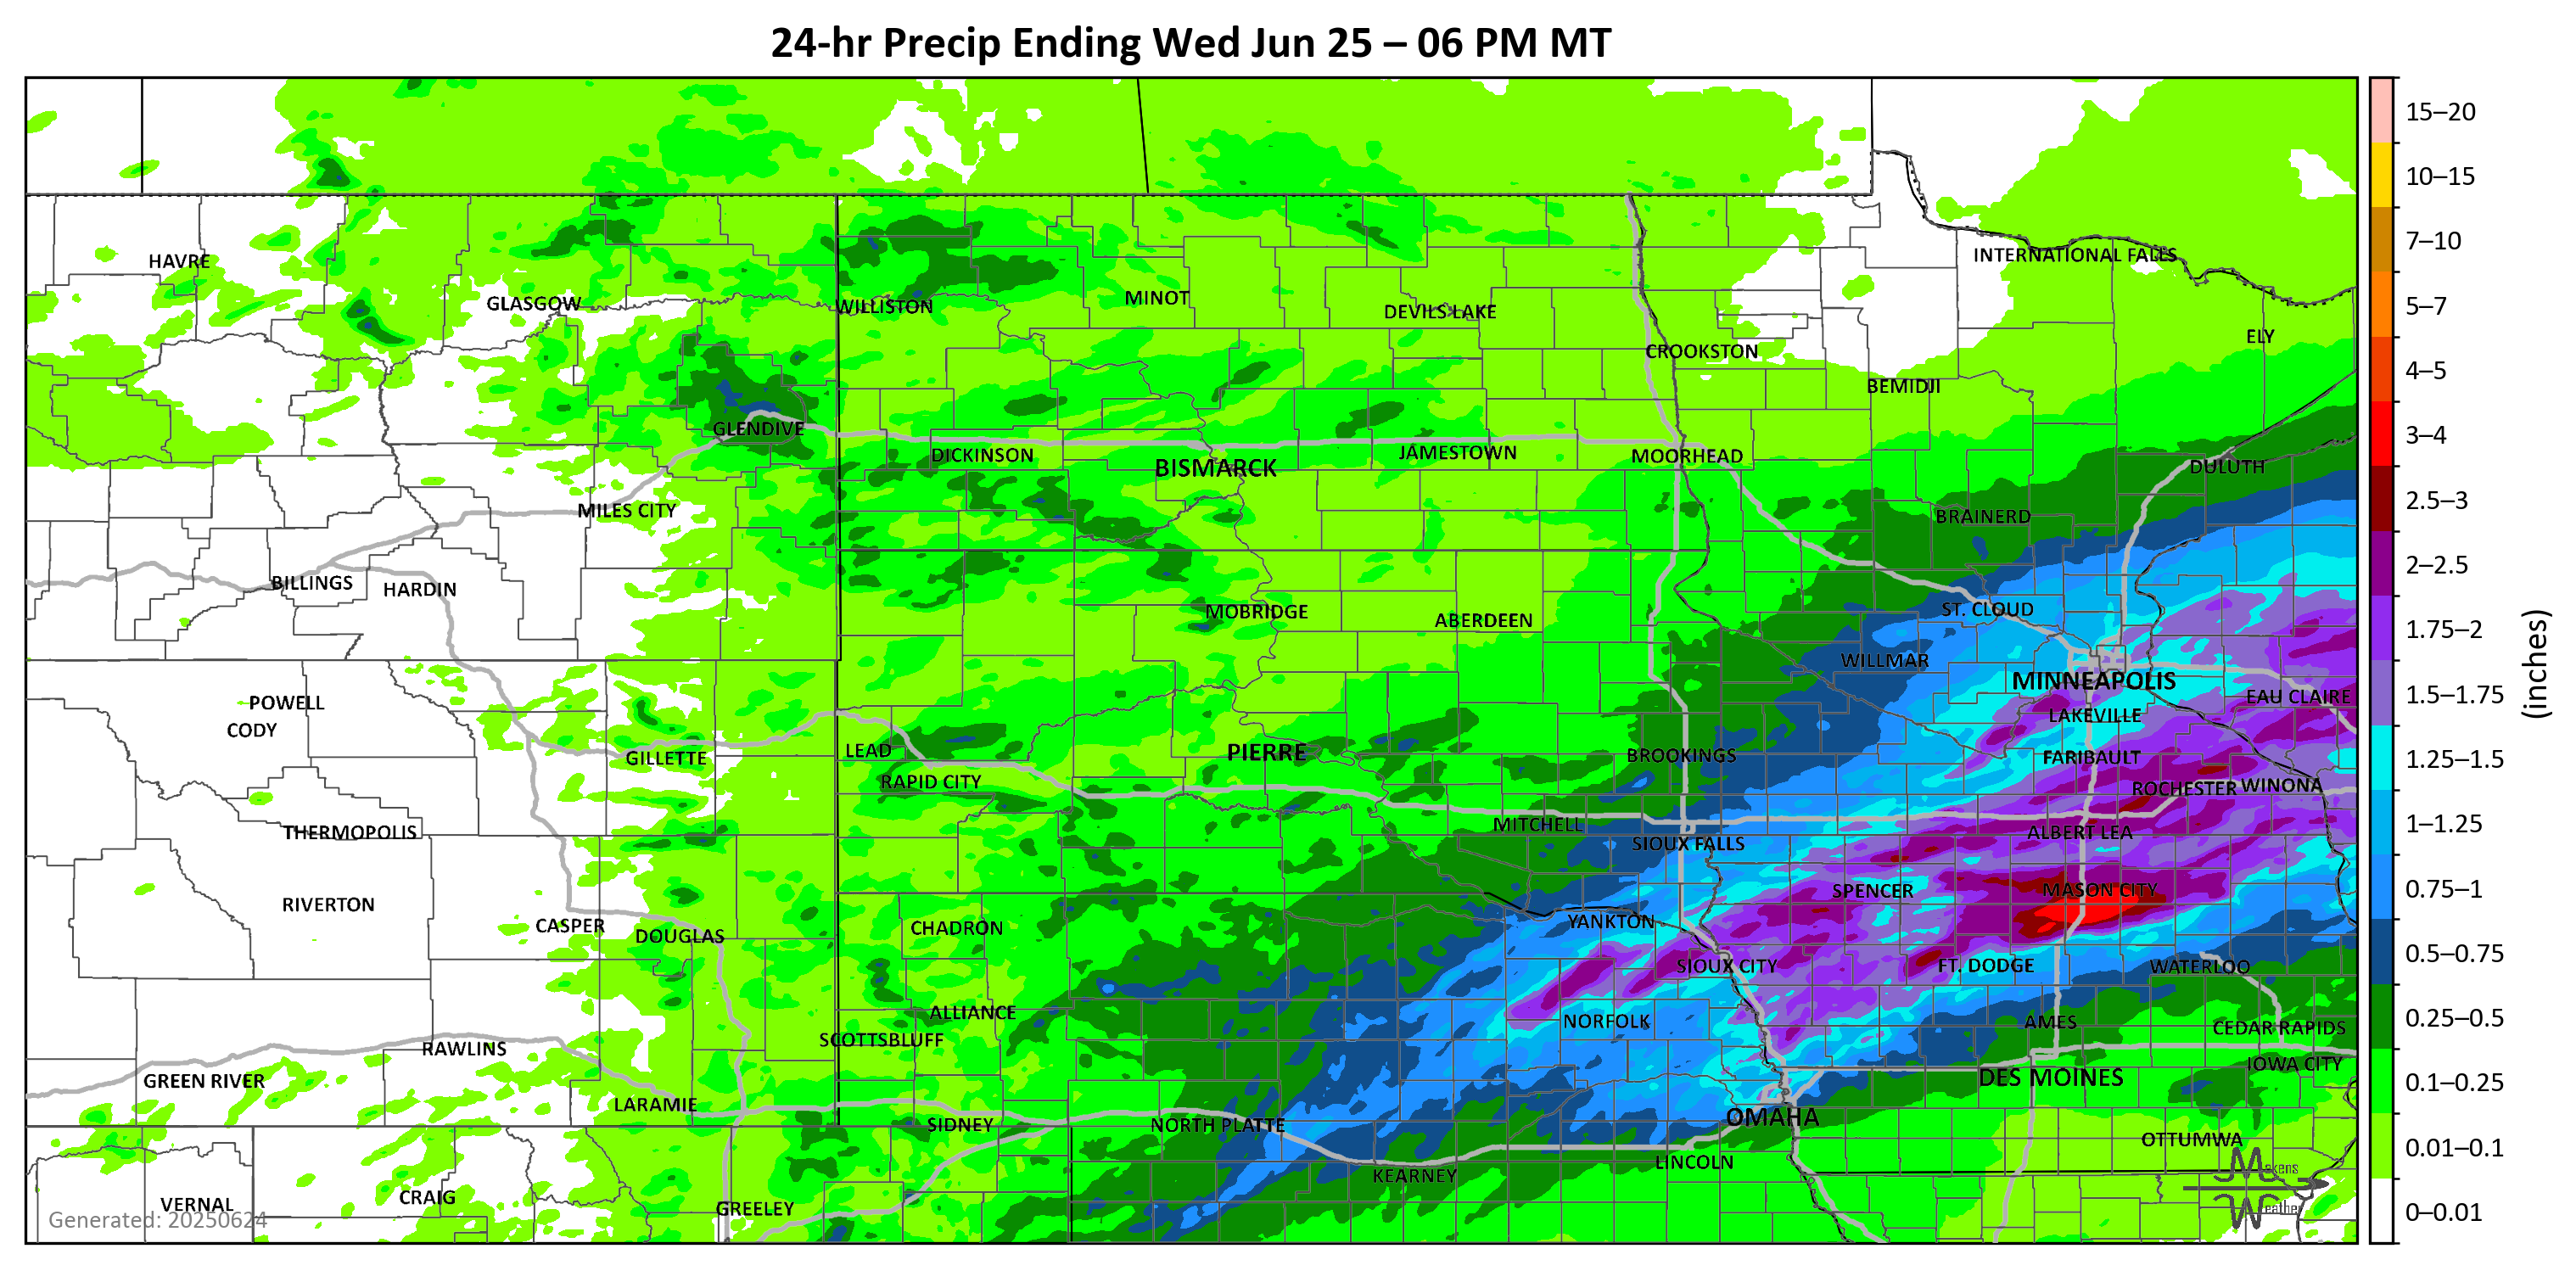 24-hr Precip Ending Wed Jun 25 – 06 PM MT
HAVRE
INTERNATIONAL FALLS
GLASGOW
WILLISTON
MINOT
DEVILS LAKE
ELY
CROOKSTON
BEMIDJI
GLENDIVE
DICKINSON
BISMARCK
JAMESTOWN
MOORHEAD
DULUTH
MILES CITY
BRAINERD
BILLINGS
HARDIN
MOBRIDGE
ABERDEEN
ST. CLOUD
WILLMAR
MINNEAPOLIS
POWELL
EAU CLAIRE
CODY
LAKEVILLE
GILLETTE
LEAD
PIERRE
BROOKINGS
FARIBAULT
RAPID CITY
ROCHESTER
WINONA
THERMOPOLIS
MITCHELL
ALBERT LEA
SIOUX FALLS
RIVERTON
SPENCER
MASON CITY
CASPER
DOUGLAS
CHADRON
YANKTON
SIOUX CITY
FT. DODGE
WATERLOO
ALLIANCE
NORFOLK
AMES
CEDAR RAPIDS
SCOTTSBLUFF
RAWLINS
GREEN RIVER
IOWA CITY
DES MOINES
LARAMIE
SIDNEY
NORTH PLATTE
OMAHA
OTTUMWA
LINCOLN
KEARNEY
VERNAL
CRAIG
GREELEY
Generated: 20250624
Makens
Weather
15–20
10–15
7–10
5–7
4–5
3–4
2.5–3
2–2.5
1.75–2
1.5–1.75
1.25–1.5
1–1.25
0.75–1
0.5–0.75
0.25–0.5
0.1–0.25
0.01–0.1
0–0.01
(inches)